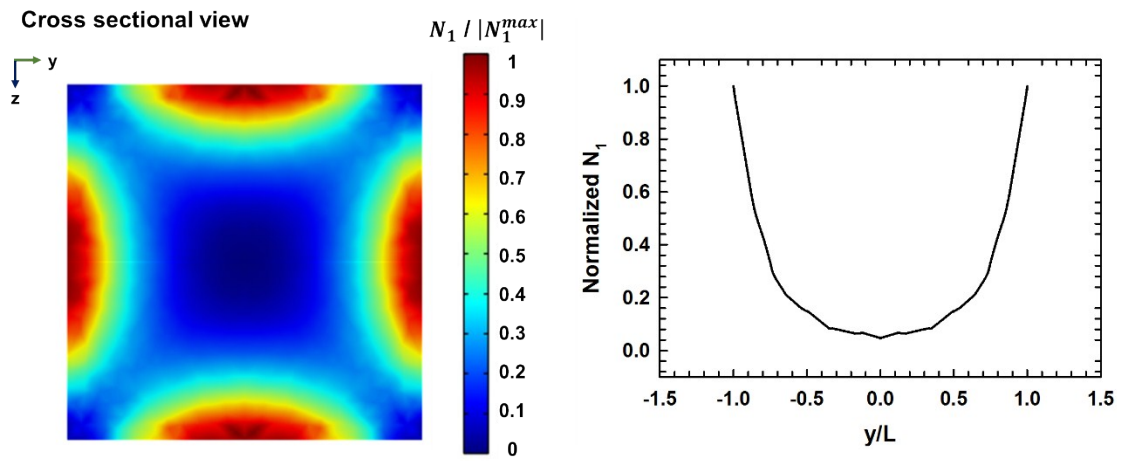 Cross sectional view
N₁ / |N₁ᵐᵃˣ|
y
z
1
0.9
0.8
0.7
0.6
0.5
0.4
0.3
0.2
0.1
0
Normalized N₁
1.0
0.8
0.6
0.4
0.2
0.0
-1.5 -1.0 -0.5 0.0 0.5 1.0 1.5
y/L